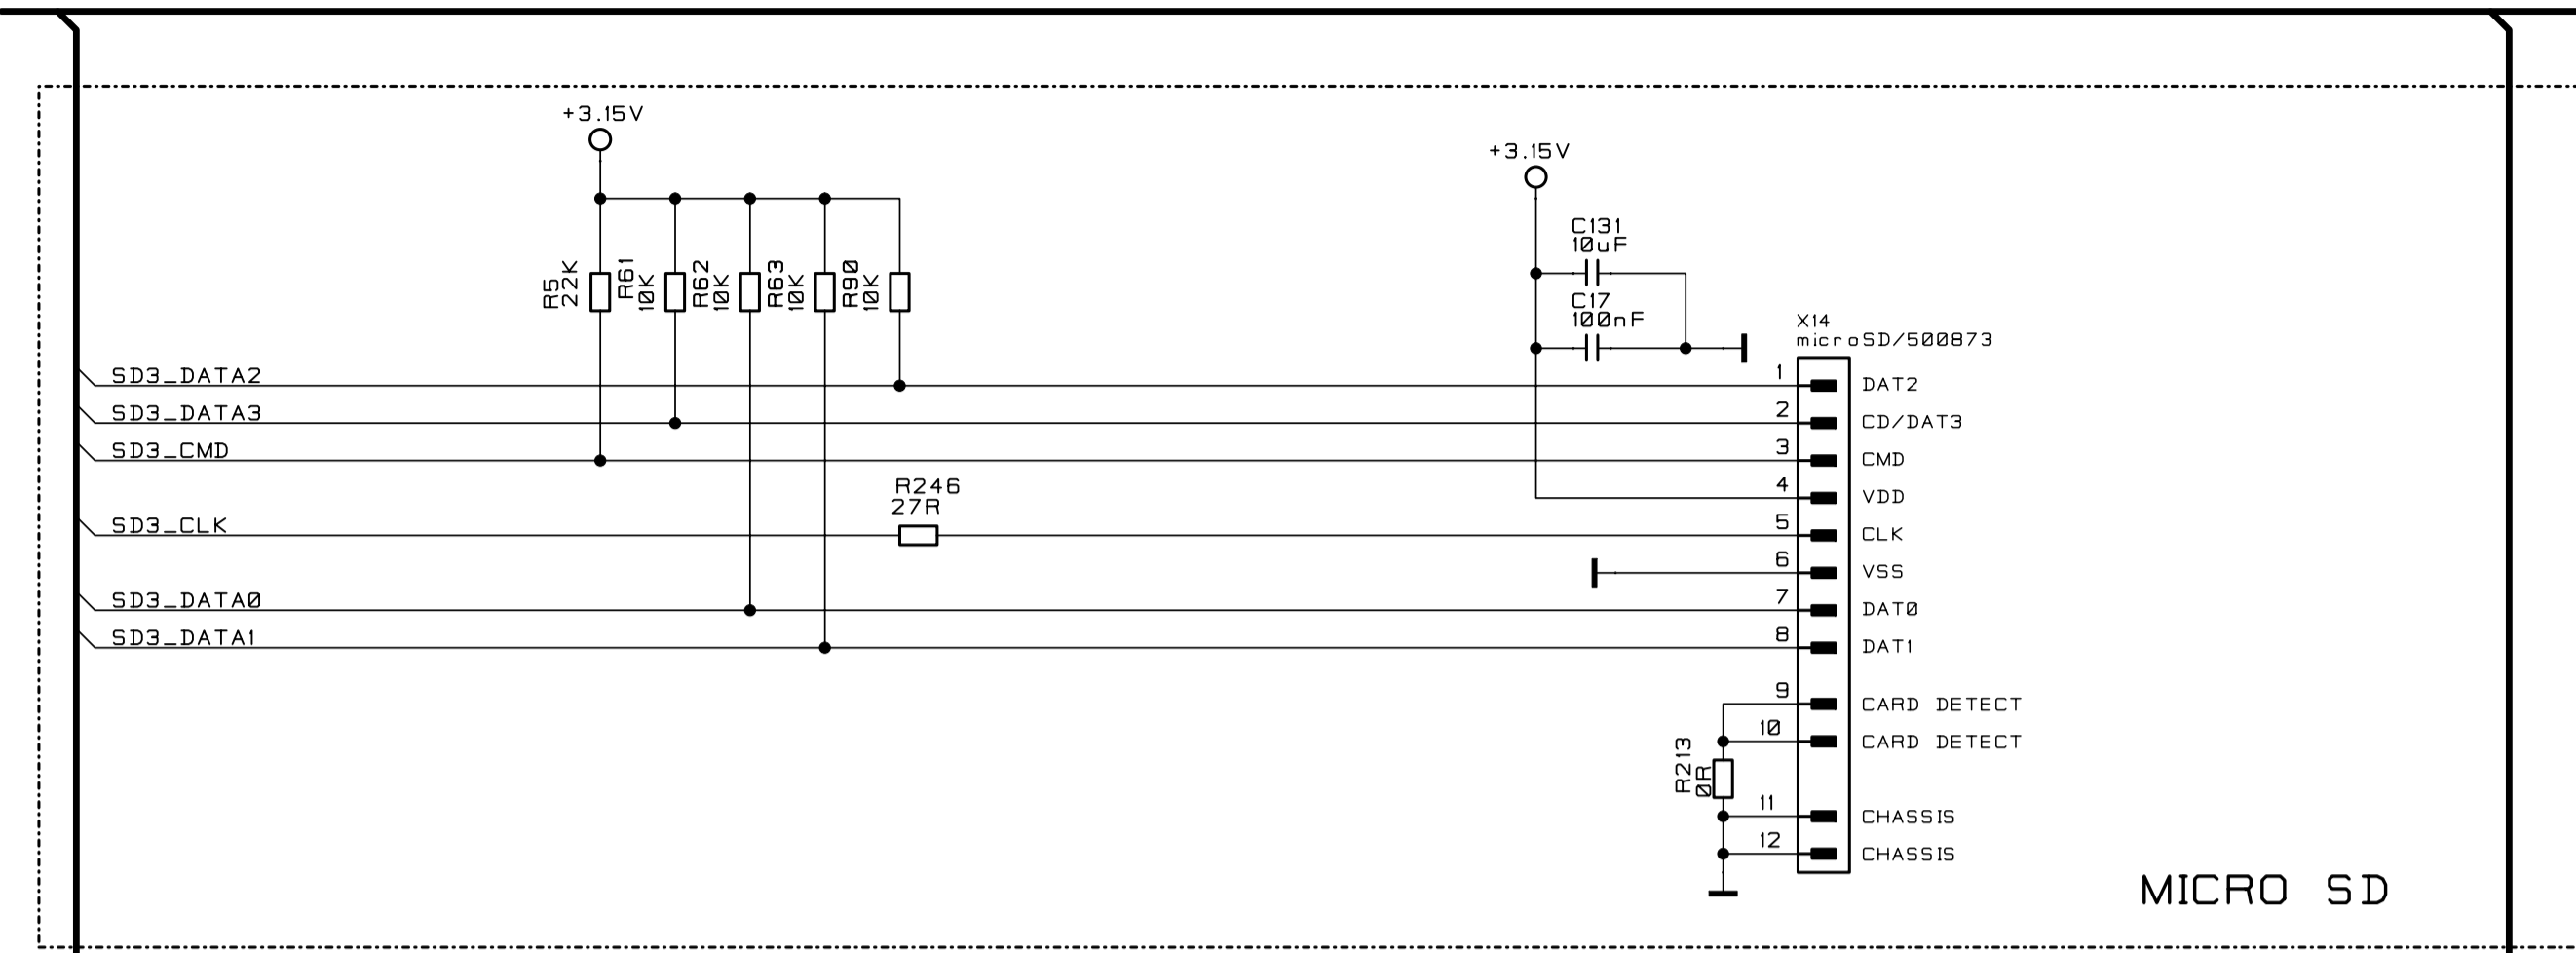 +3.15V
+3.15V
C131
10uF
R5
22K
R61
10K
R62
10K
R63
10K
R90
10K
C17
100nF
X14
microSD/500873
SD3_DATA2
1
DAT2
SD3_DATA3
2
CD/DAT3
SD3_CMD
3
CMD
R246
27R
4
VDD
SD3_CLK
5
CLK
6
VSS
SD3_DATA0
7
DAT0
SD3_DATA1
8
DAT1
9
CARD DETECT
10
CARD DETECT
R213
0R
11
CHASSIS
12
CHASSIS
MICRO SD